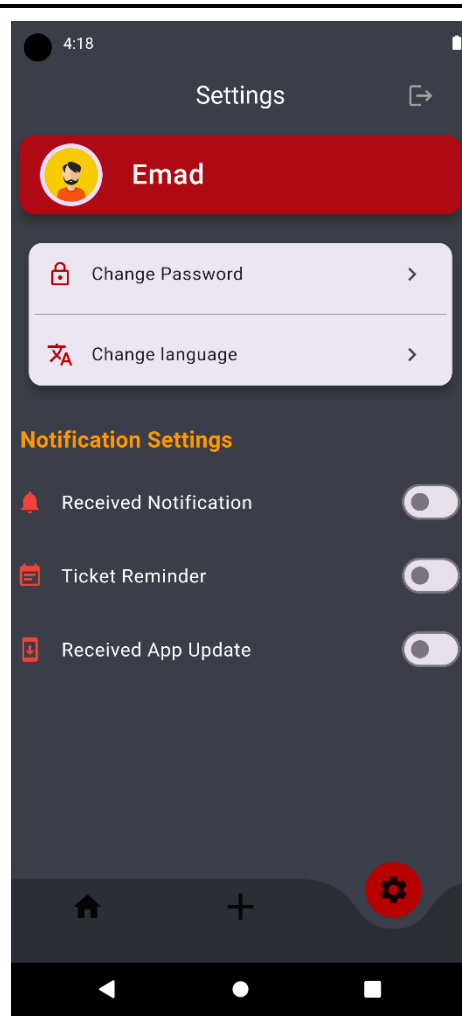 4:18
Settings
Emad
Change Password
Change language
Notification Settings
Received Notification
Ticket Reminder
Received App Update